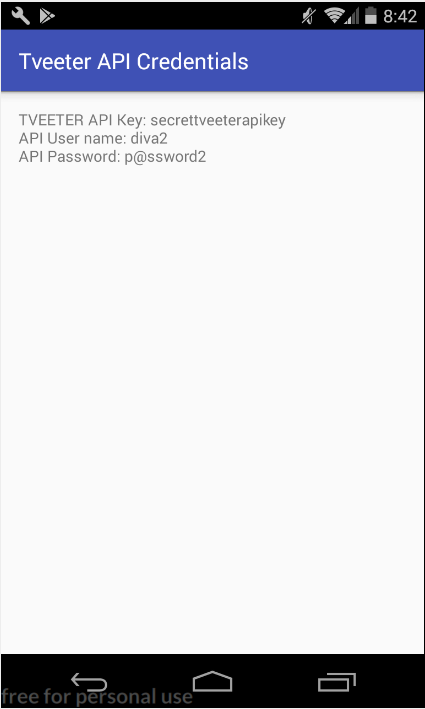 8:42
Tveeter API Credentials
TVEETER API Key: secrettveeterapikey
API User name: diva2
API Password: p@ssword2
free for personal use